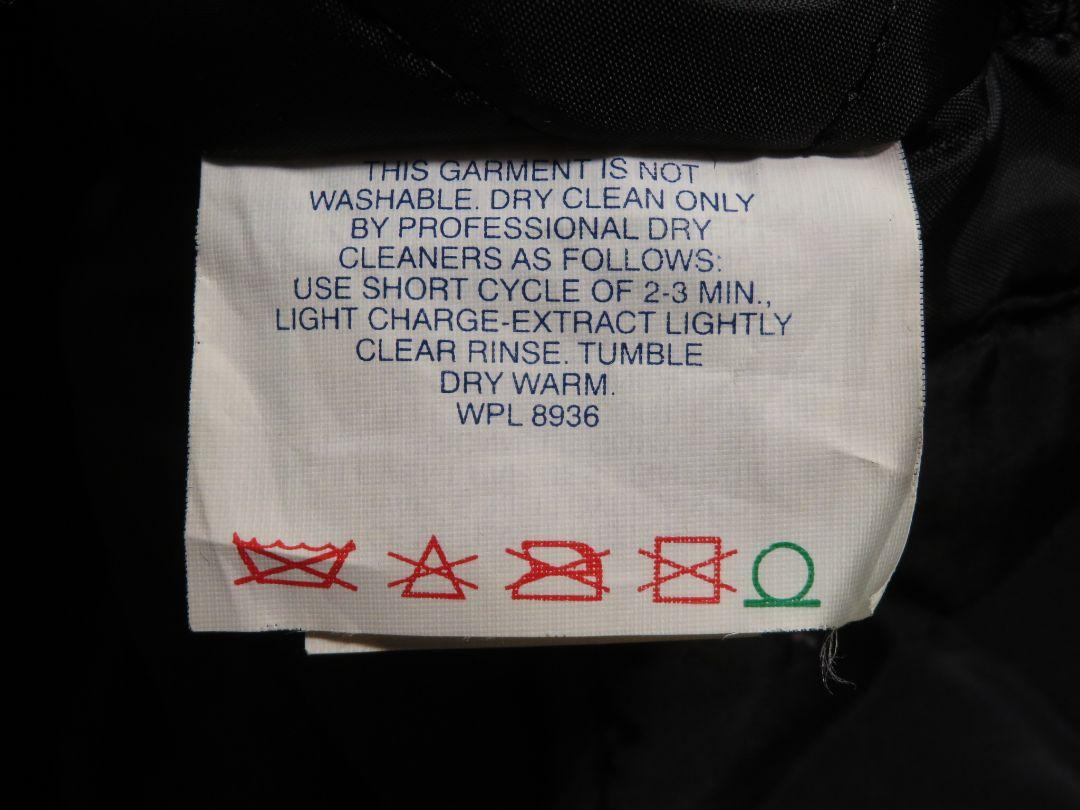 THIS GARMENT IS NOT
WASHABLE. DRY CLEAN ONLY
BY PROFESSIONAL DRY
CLEANERS AS FOLLOWS:
USE SHORT CYCLE OF 2-3 MIN.,
LIGHT CHARGE-EXTRACT LIGHTLY
CLEAR RINSE. TUMBLE
DRY WARM.
WPL 8936